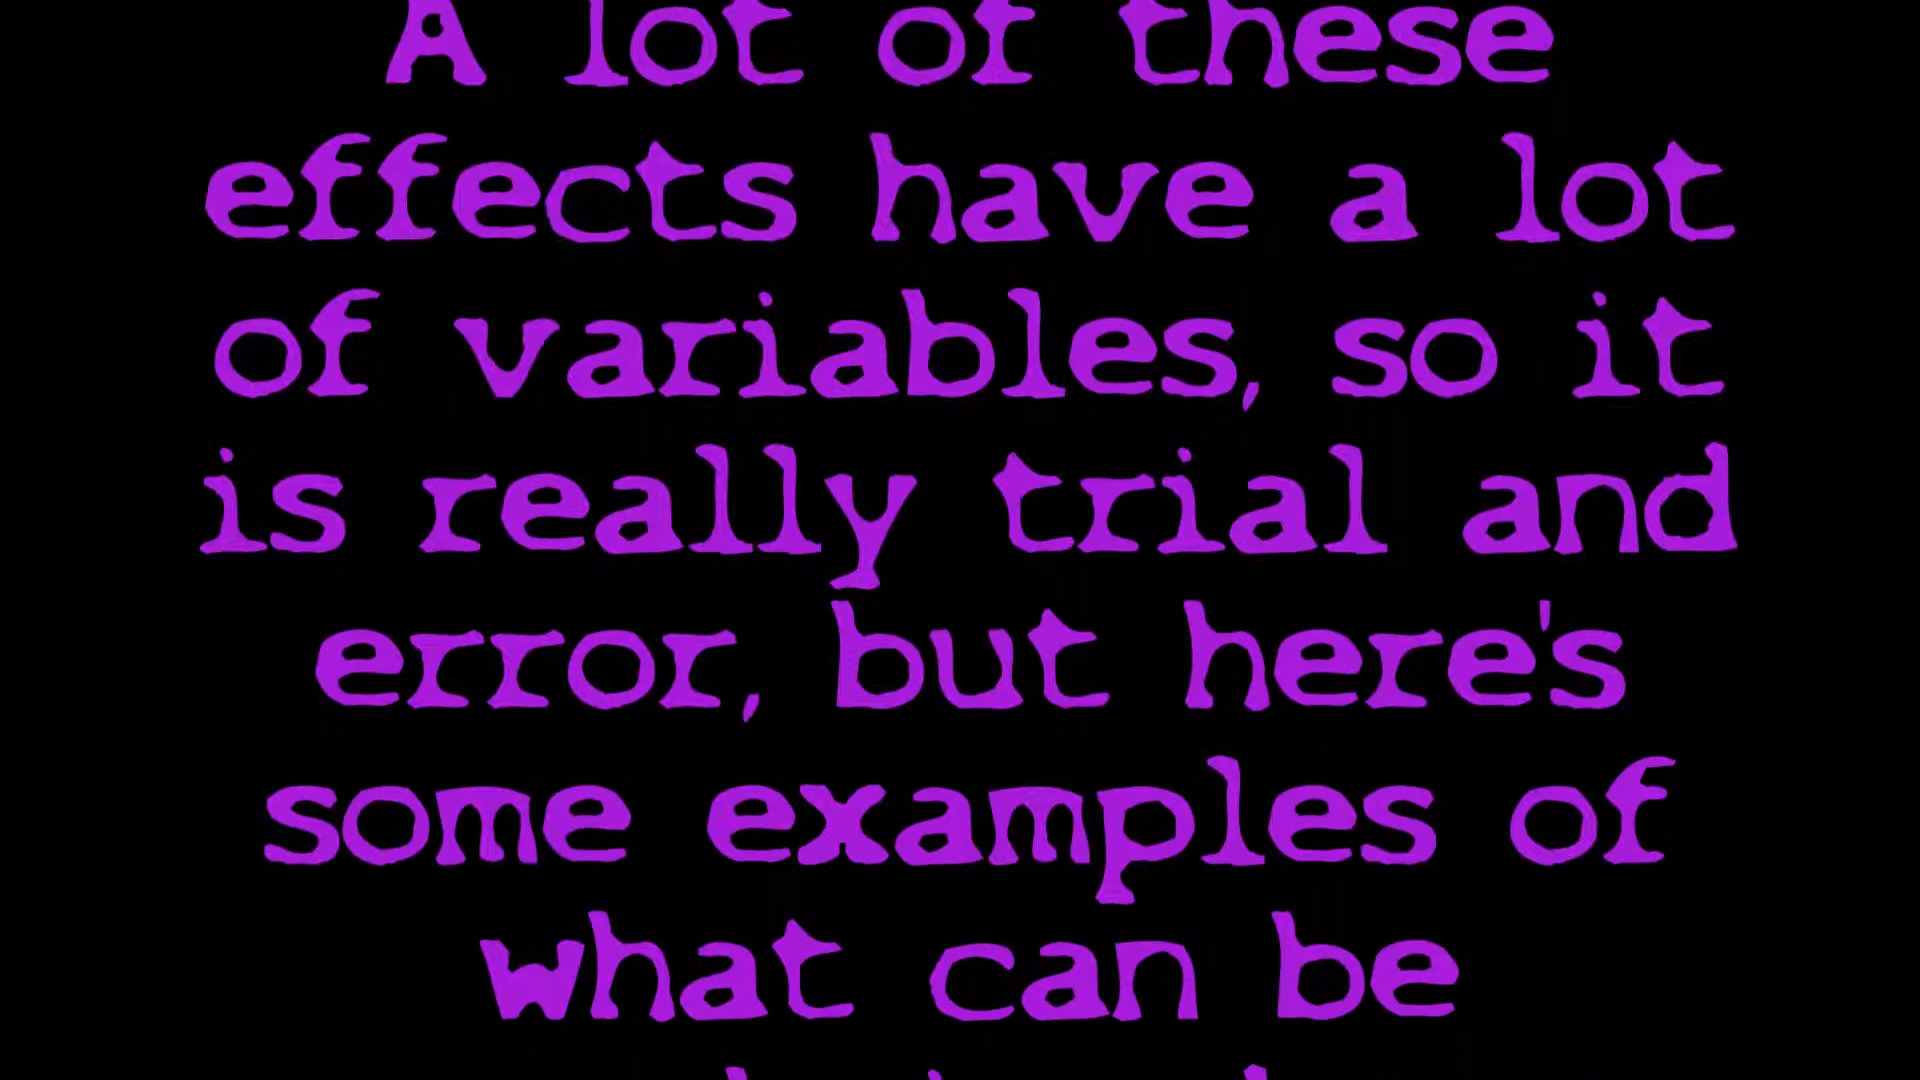 A lot of these
effects have a lot
of variables, so it
is really trial and
error, but here's
some examples of
what can be